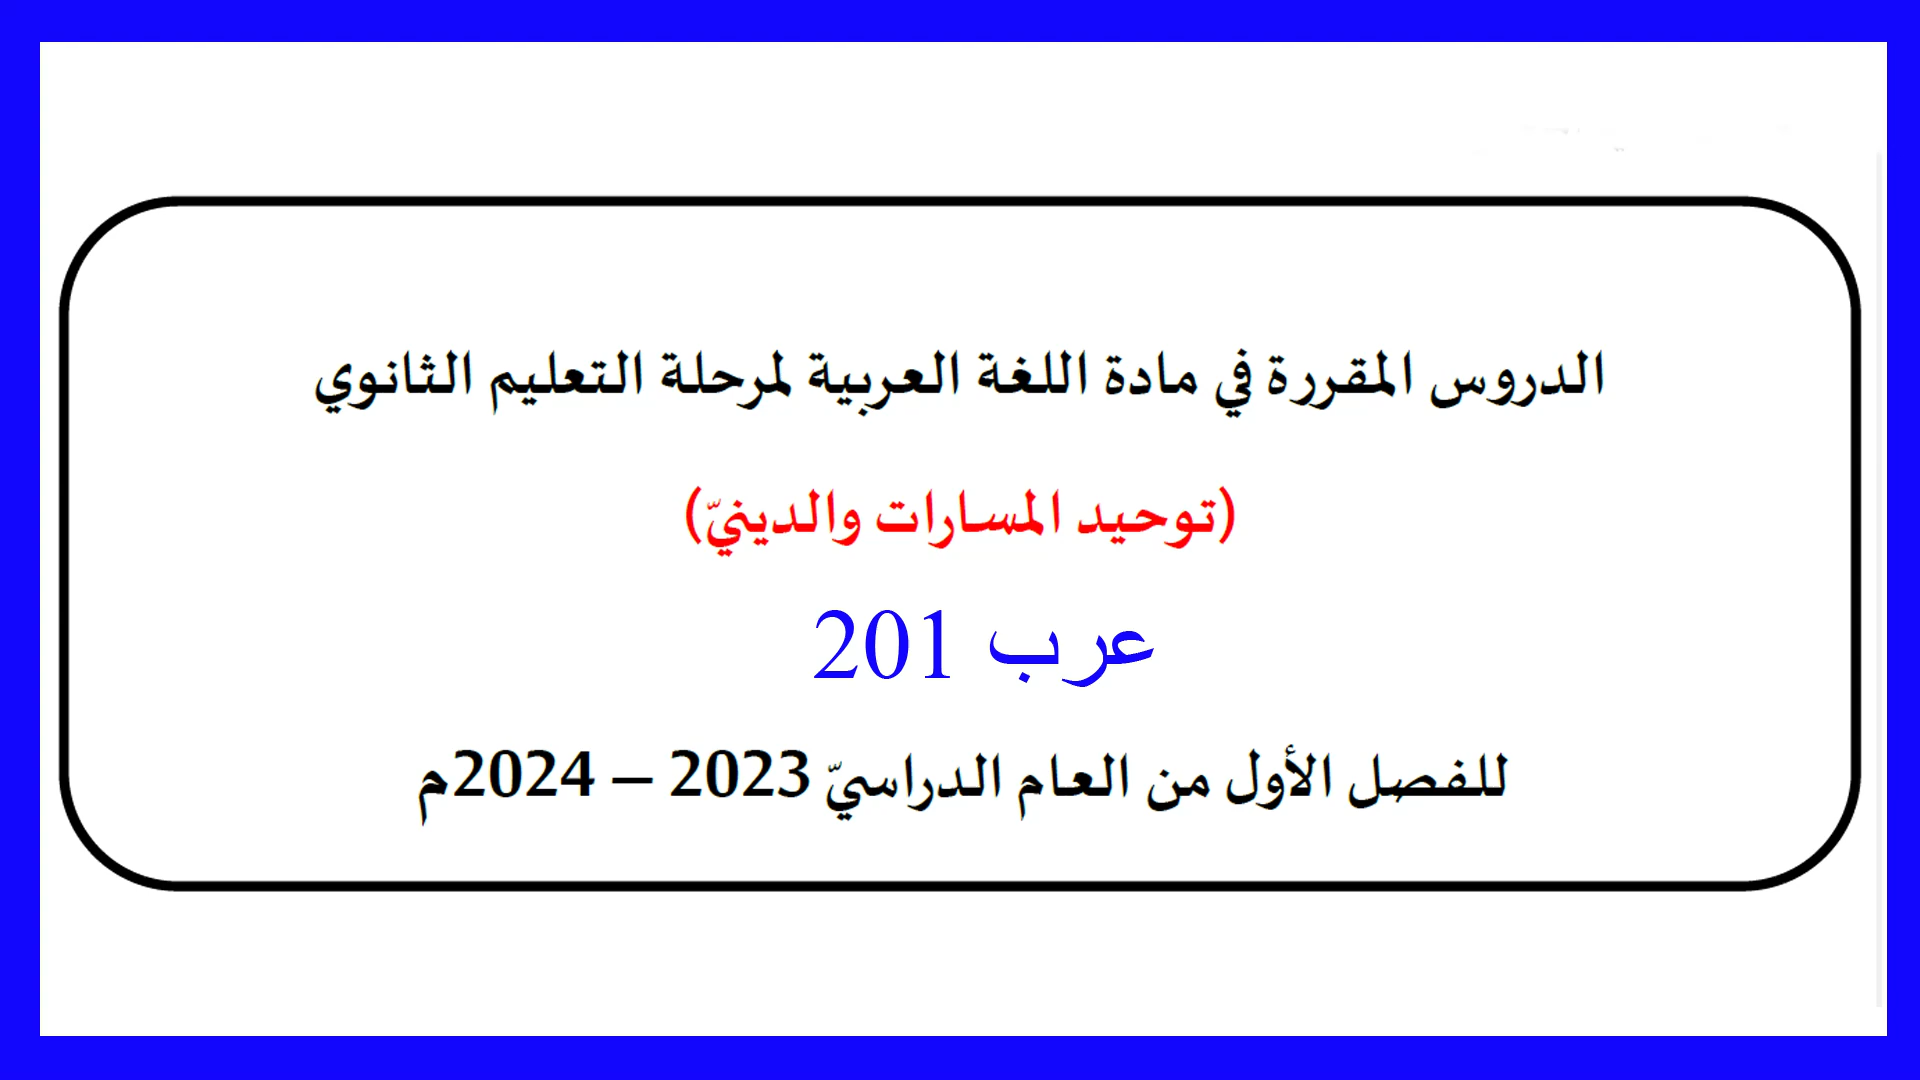 الدروس المقررة في مادة اللغة العربية لمرحلة التعليم الثانوي
(توحيد المسارات والدينيّ)
عرب 201
للفصل الأول من العام الدراسيّ 2023 – 2024م